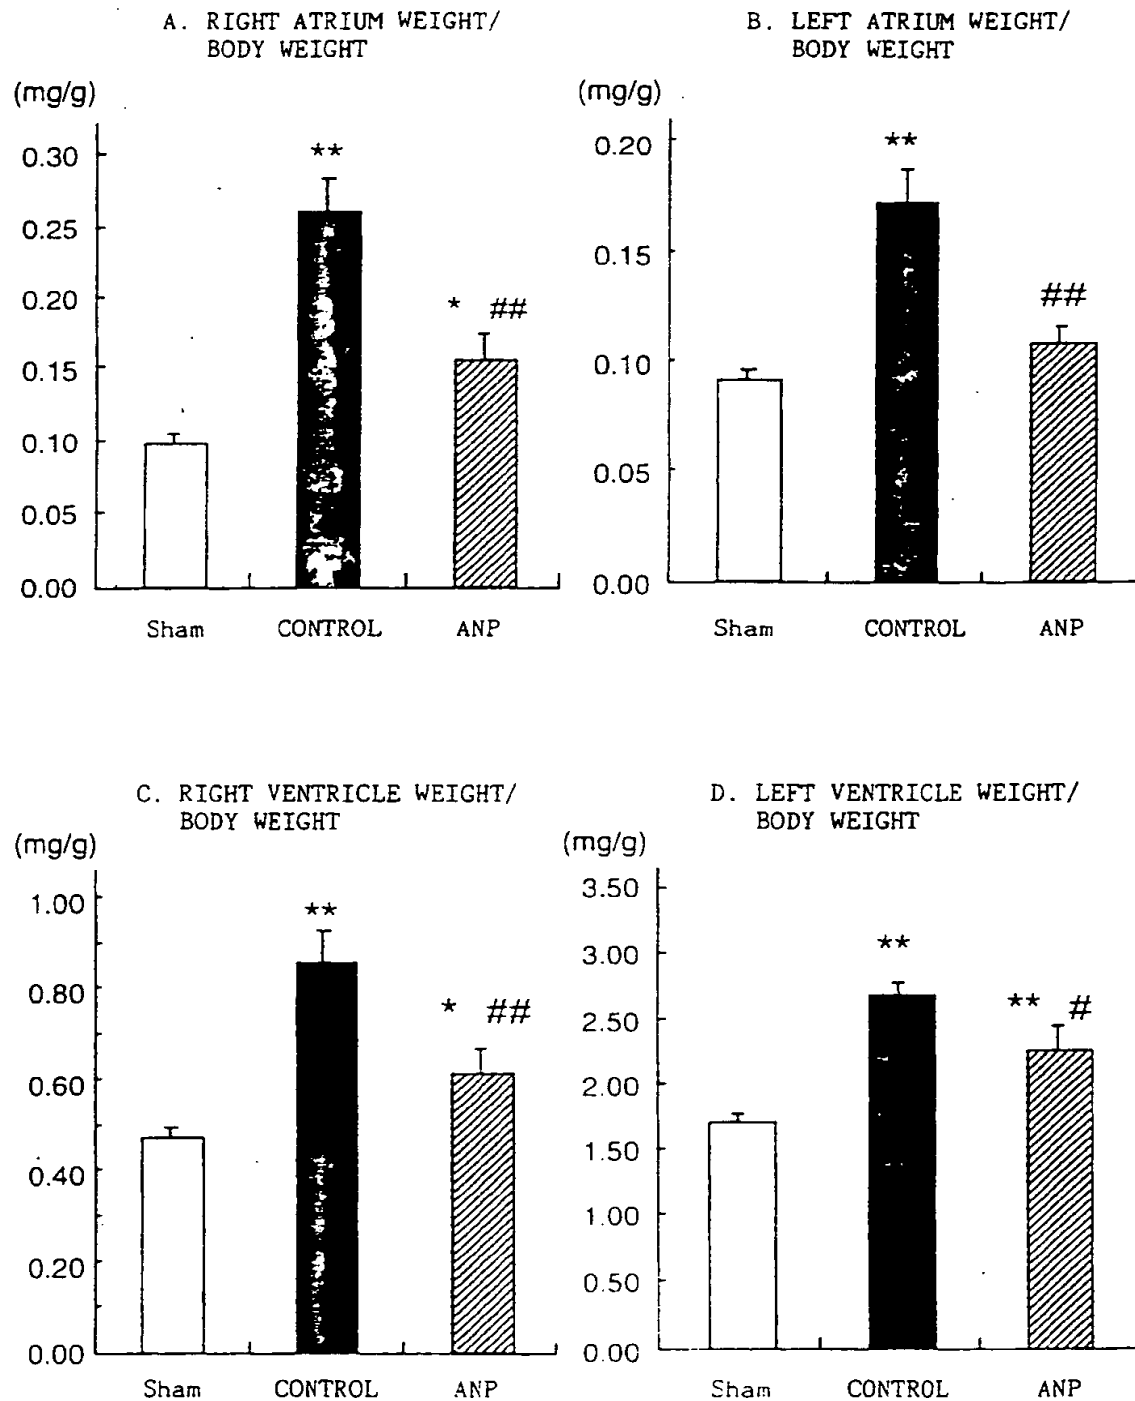 A. RIGHT ATRIUM WEIGHT/
BODY WEIGHT
(mg/g)
0.30
0.25
0.20
0.15
0.10
0.05
0.00
**
* ##
Sham CONTROL ANP
B. LEFT ATRIUM WEIGHT/
BODY WEIGHT
(mg/g)
0.20
0.15
0.10
0.05
0.00
**
##
Sham CONTROL ANP
C. RIGHT VENTRICLE WEIGHT/
BODY WEIGHT
(mg/g)
1.00
0.80
0.60
0.40
0.20
0.00
**
* ##
Sham CONTROL ANP
D. LEFT VENTRICLE WEIGHT/
BODY WEIGHT
(mg/g)
3.50
3.00
2.50
2.00
1.50
1.00
0.50
0.00
**
** #
Sham CONTROL ANP